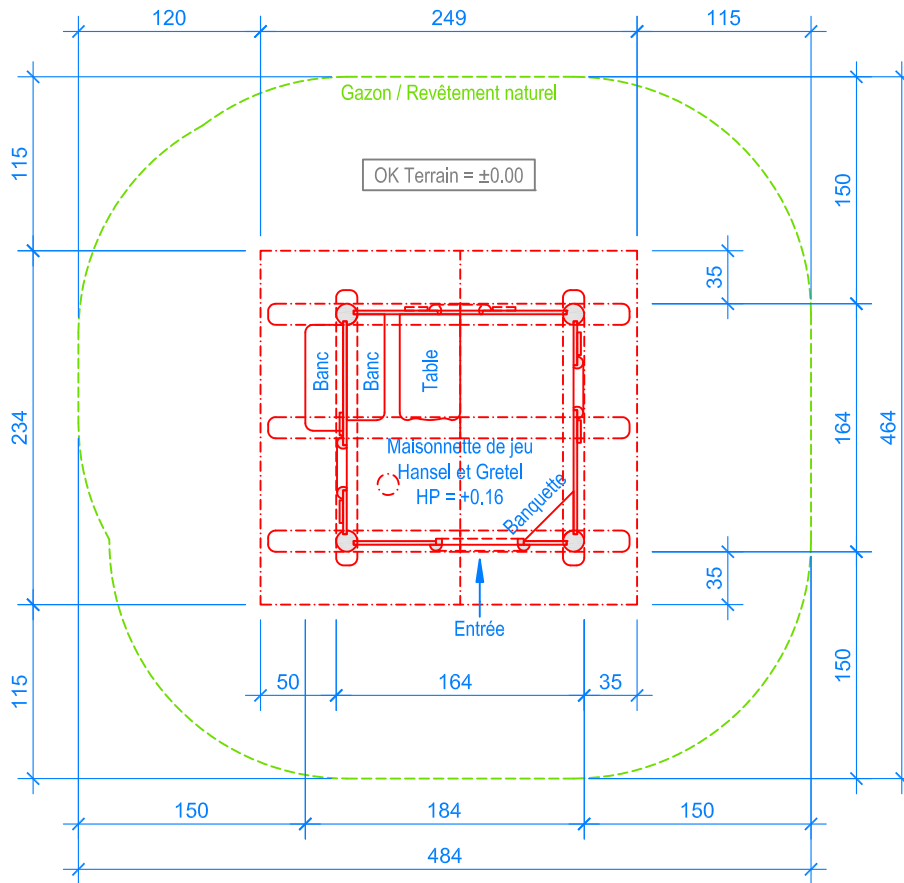 120
249
115
Gazon / Revêtement naturel
OK Terrain = ±0.00
115
150
35
Banc
Banc
Table
234
164
464
Maisonnette de jeu
Hansel et Gretel
HP = +0.16
Banquette
35
Entrée
50
164
35
115
150
150
184
150
484